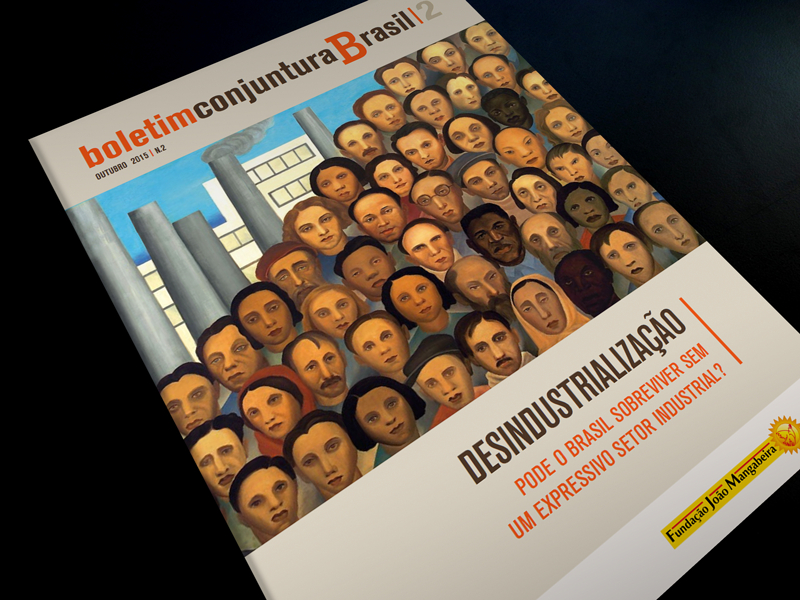 boletimconjunturaBrasil|2
OUTUBRO 2015 | N.2
DESINDUSTRIALIZAÇÃO
PODE O BRASIL SOBREVIVER SEM
UM EXPRESSIVO SETOR INDUSTRIAL?
Fundação João Mangabeira